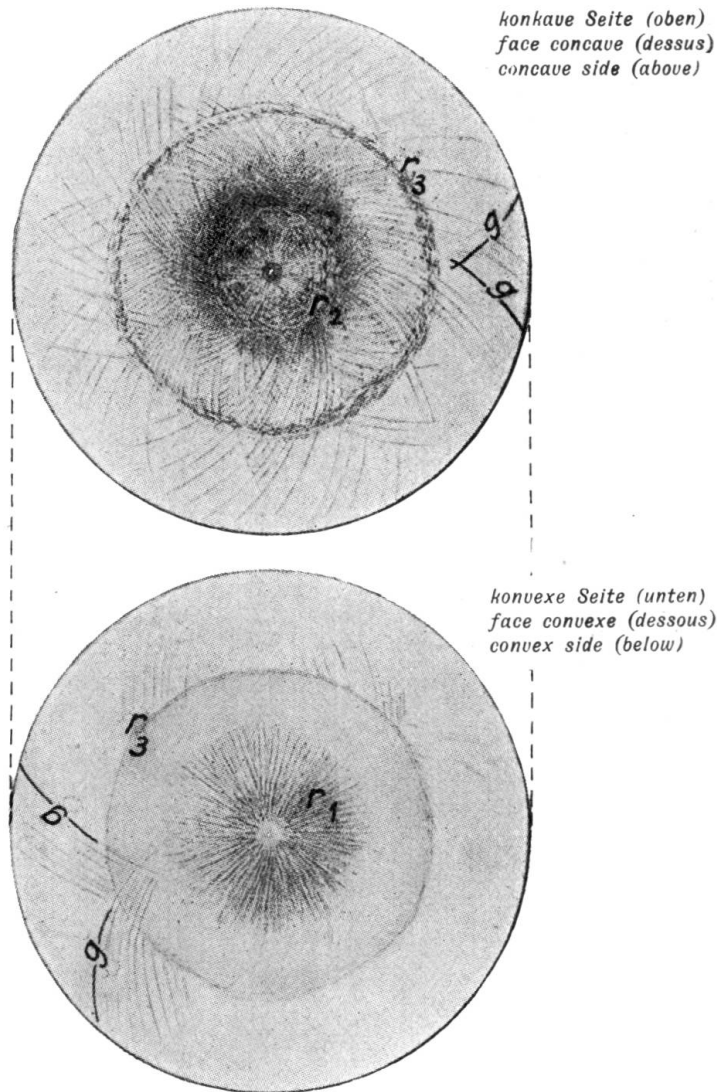 konkave Seite (oben)
face concave (dessus)
concave side (above)
r3
g
g
r2
konvexe Seite (unten)
face convexe (dessous)
convex side (below)
r3
r1
g
g